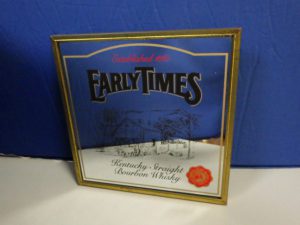 Established 1860
EARLY TIMES
Kentucky Straight
Bourbon Whisky